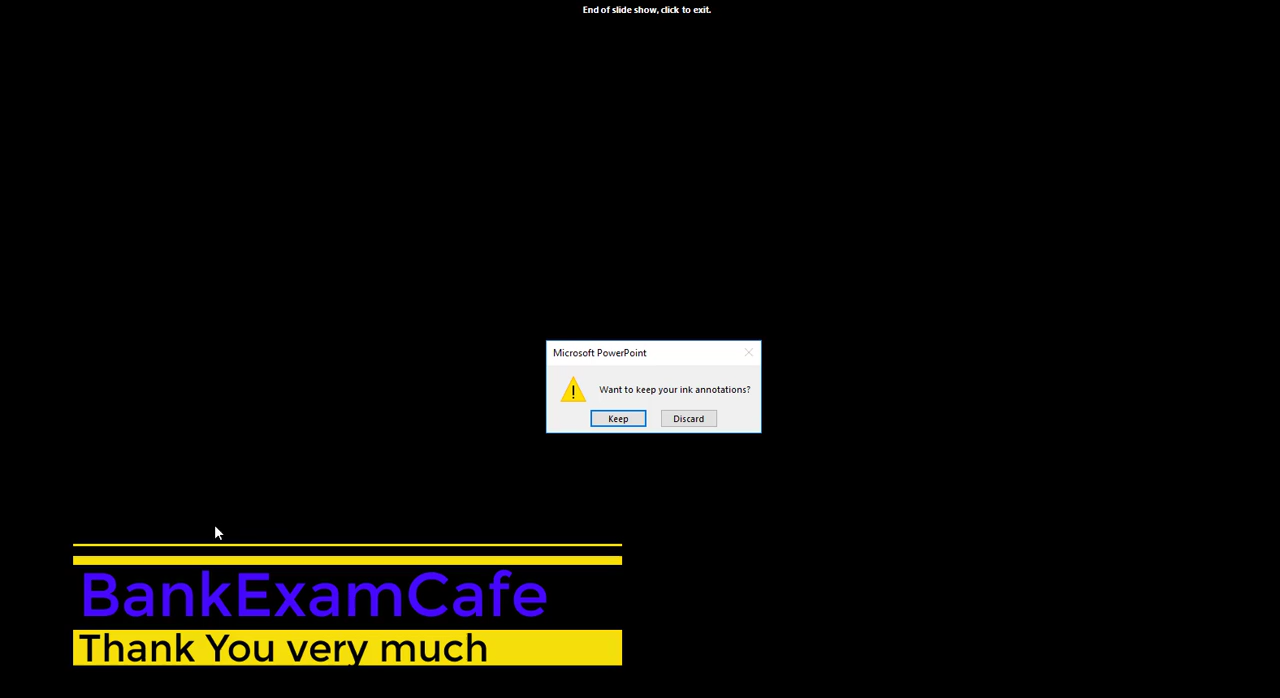 End of slide show, click to exit.
Microsoft PowerPoint
Want to keep your ink annotations?
Keep
Discard
BankExamCafe
Thank You very much